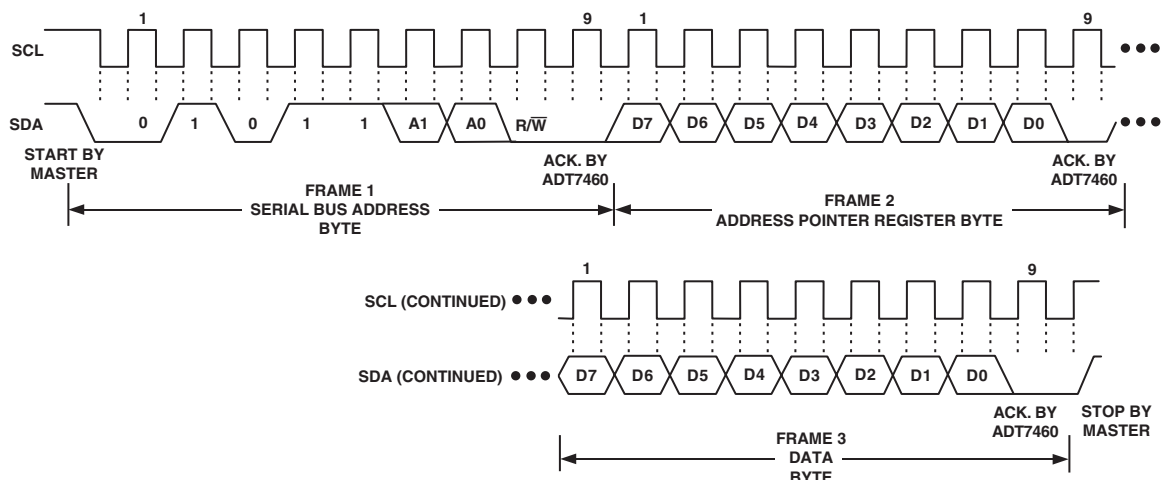 1 9 1 9
SCL
SDA 0 1 0 1 1 A1 A0 R/W̅ D7 D6 D5 D4 D3 D2 D1 D0
START BY
MASTER
ACK. BY
ADT7460
ACK. BY
ADT7460
FRAME 1
SERIAL BUS ADDRESS
BYTE
FRAME 2
ADDRESS POINTER REGISTER BYTE
1 9
SCL (CONTINUED)
SDA (CONTINUED) D7 D6 D5 D4 D3 D2 D1 D0
ACK. BY
ADT7460
STOP BY
MASTER
FRAME 3
DATA
BYTE